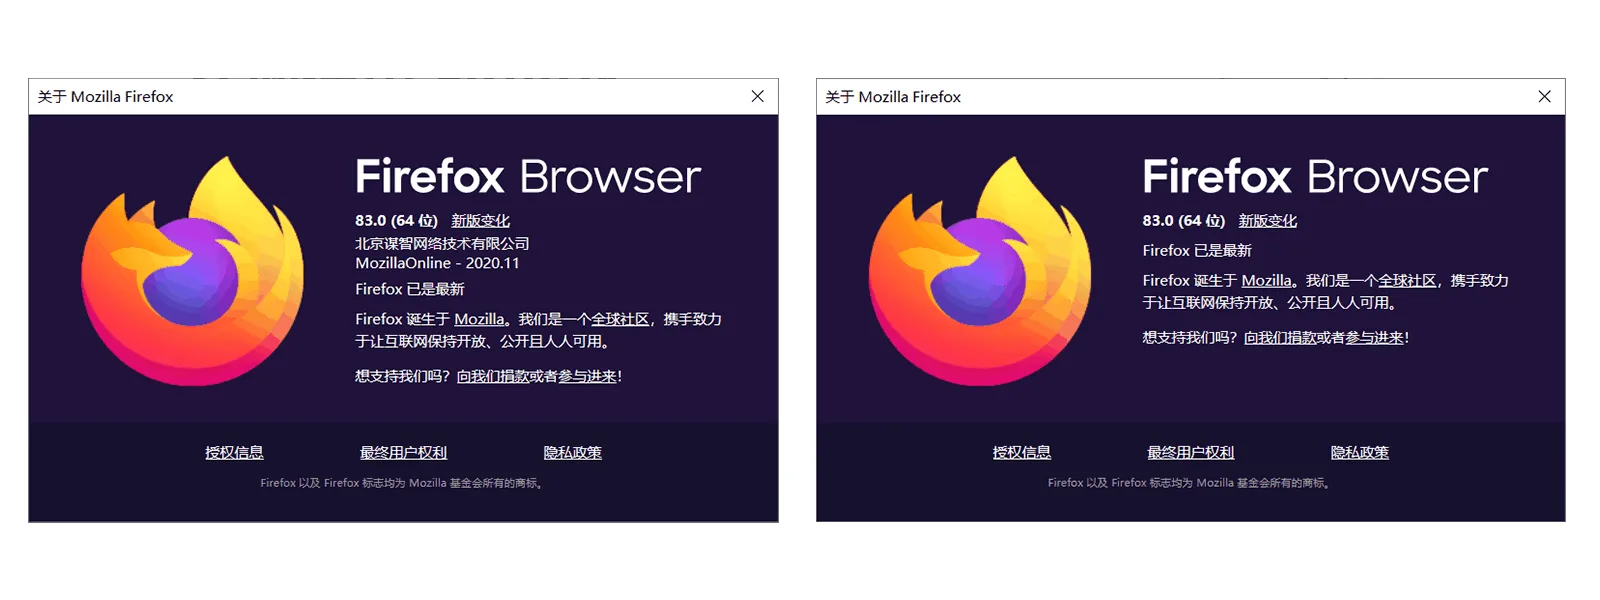 关于 Mozilla Firefox
Firefox Browser
83.0 (64 位) 新版变化
北京谋智网络技术有限公司
MozillaOnline - 2020.11
Firefox 已是最新
Firefox 诞生于 Mozilla。我们是一个全球社区，携手致力
于让互联网保持开放、公开且人人可用。
想支持我们吗？向我们捐款或者参与进来！
授权信息 最终用户权利 隐私政策
Firefox 以及 Firefox 标志均为 Mozilla 基金会所有的商标。
关于 Mozilla Firefox
Firefox Browser
83.0 (64 位) 新版变化
Firefox 已是最新
Firefox 诞生于 Mozilla。我们是一个全球社区，携手致力
于让互联网保持开放、公开且人人可用。
想支持我们吗？向我们捐款或者参与进来！
授权信息 最终用户权利 隐私政策
Firefox 以及 Firefox 标志均为 Mozilla 基金会所有的商标。